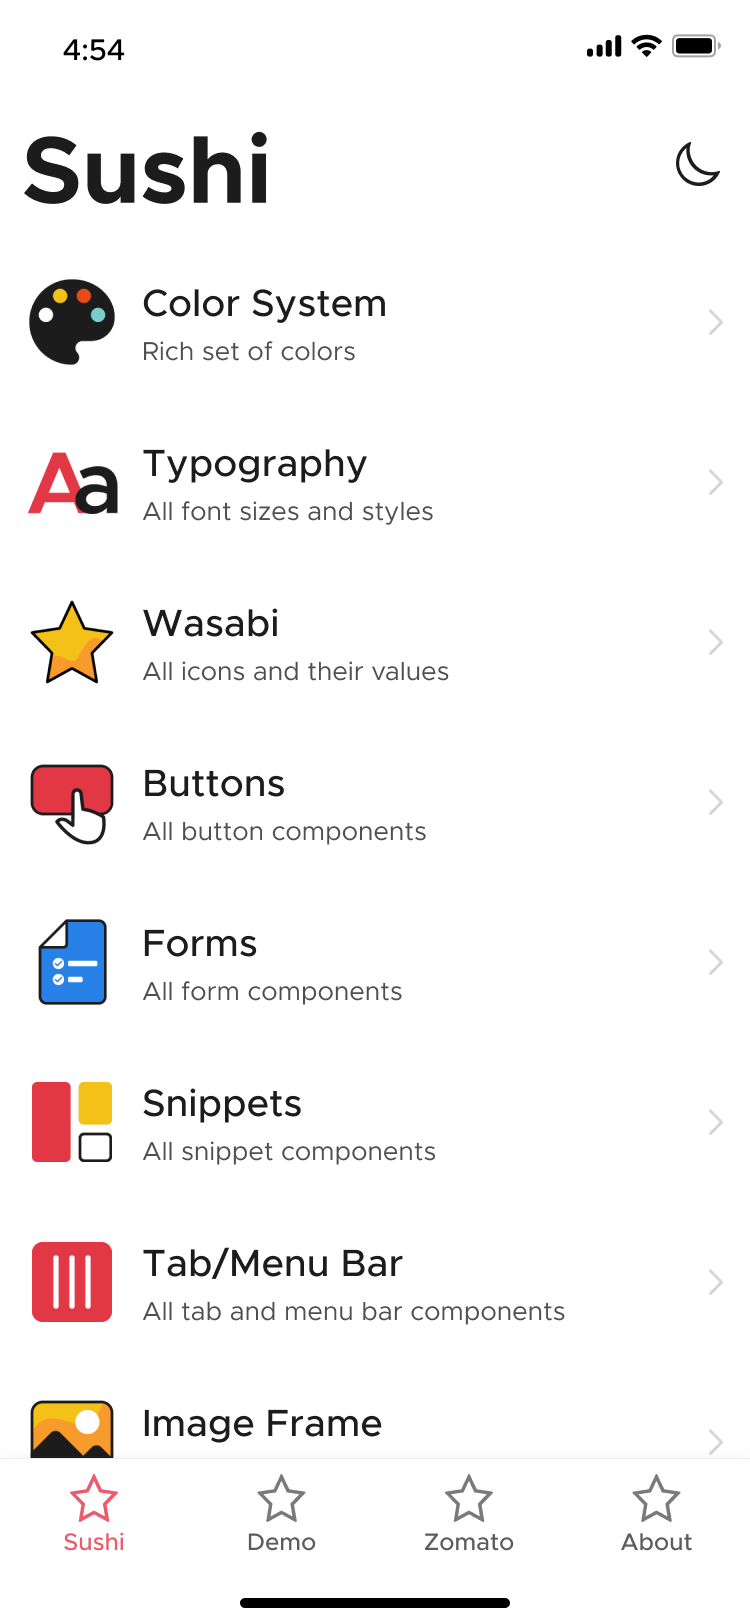 4:54
Sushi
Color System
Rich set of colors
Aa
Typography
All font sizes and styles
Wasabi
All icons and their values
Buttons
All button components
Forms
All form components
Snippets
All snippet components
Tab/Menu Bar
All tab and menu bar components
Image Frame
Sushi
Demo
Zomato
About